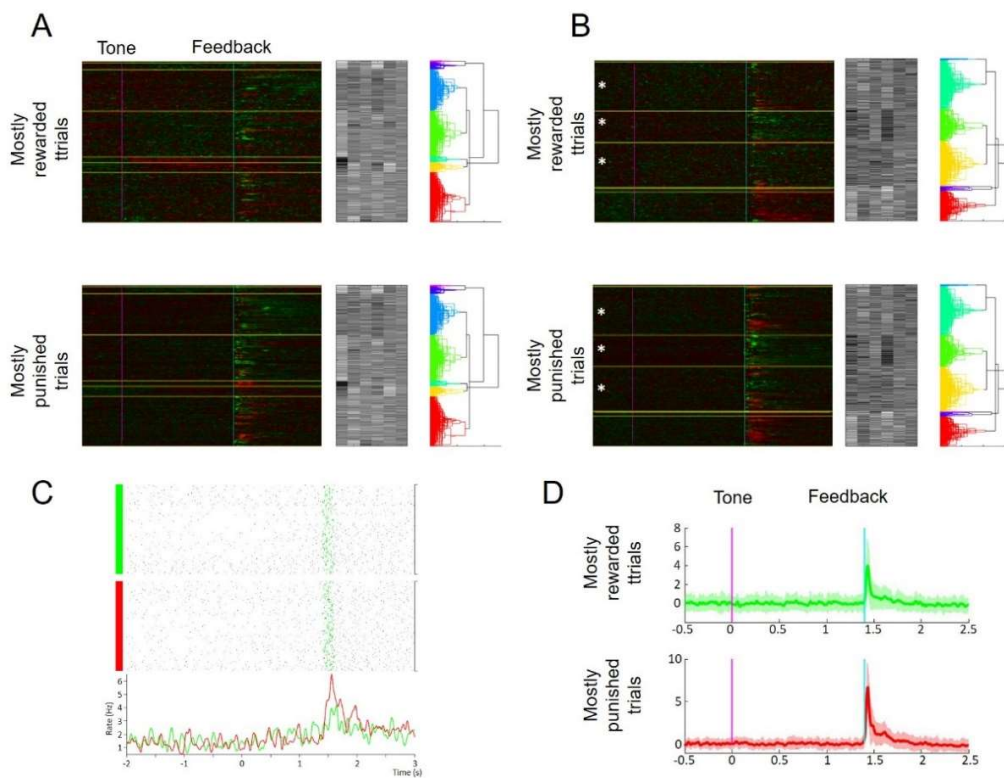 A
Tone
Feedback
Mostly
rewarded
ttrials
Mostly
punished
trials
B
Mostly
rewarded
ttrials
*
*
*
Mostly
punished
trials
*
*
*
C
Rate (Hz)
6
5
4
3
2
1
-2
-1
0
1
2
3
Time (s)
D
Tone
Feedback
Mostly
rewarded
ttrials
8
6
4
2
0
-0.5
0
0.5
1
1.5
2
2.5
Mostly
punished
trials
10
5
0
-0.5
0
0.5
1
1.5
2
2.5